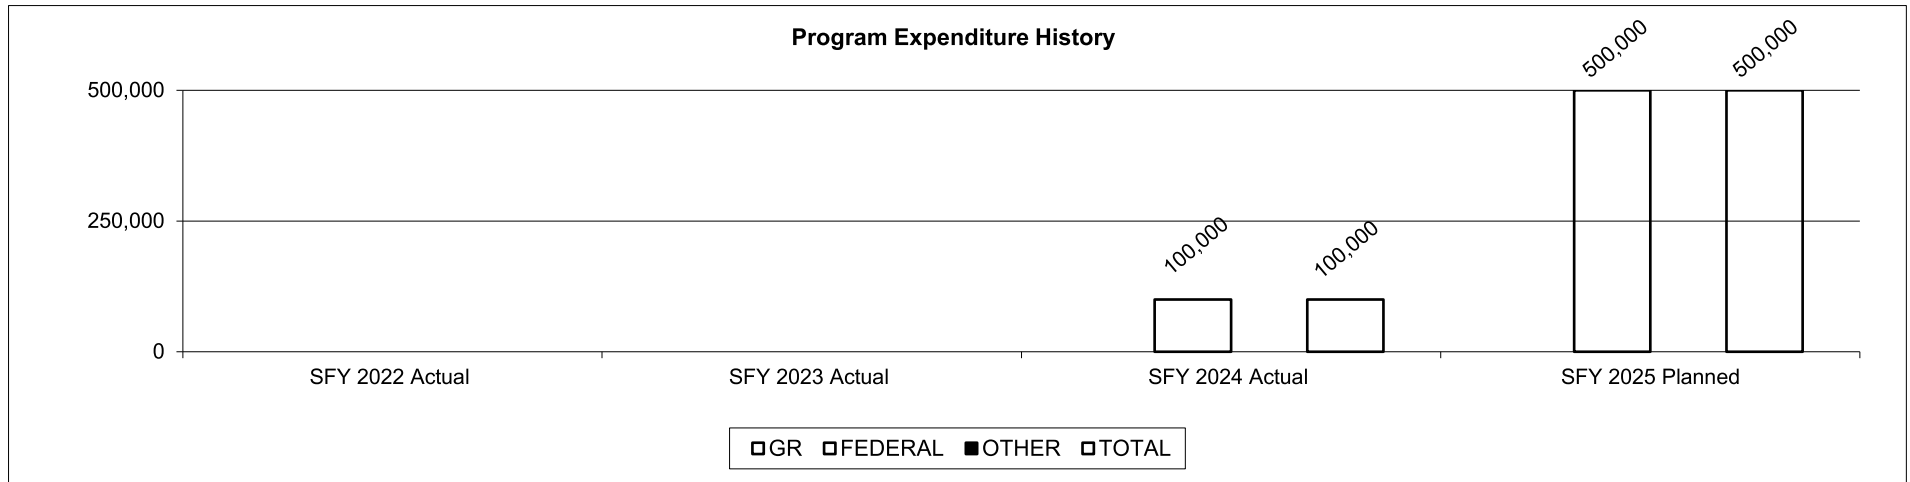 Program Expenditure History
500,000 500,000
500,000
250,000
100,000 100,000
0
SFY 2022 Actual SFY 2023 Actual SFY 2024 Actual SFY 2025 Planned
GR FEDERAL OTHER TOTAL